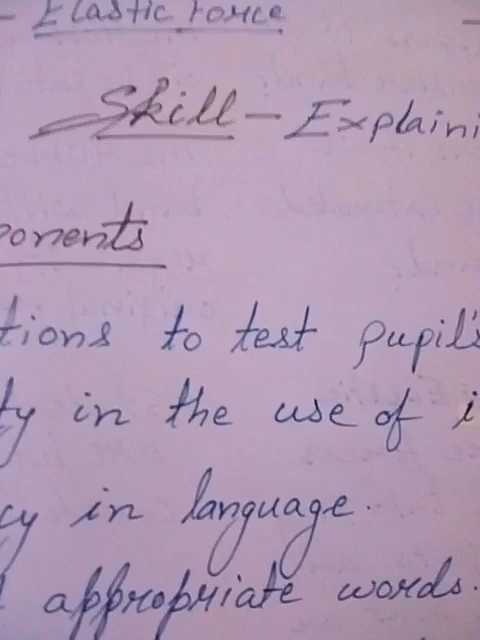 - Elastic Force
Skill - Explaini
ponents
tions to test pupil's
ty in the use of i
cy in language.
appropriate words.